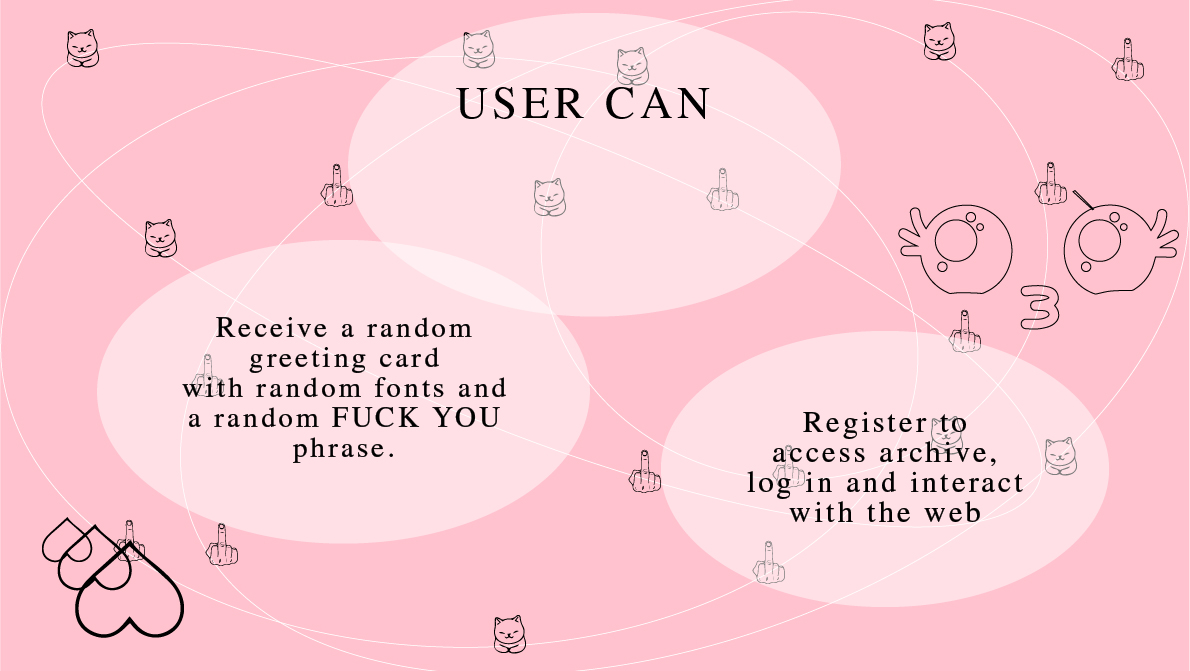 USER CAN
Receive a random
greeting card
with random fonts and
a random FUCK YOU
phrase.
3
Register to
access archive,
log in and interact
with the web